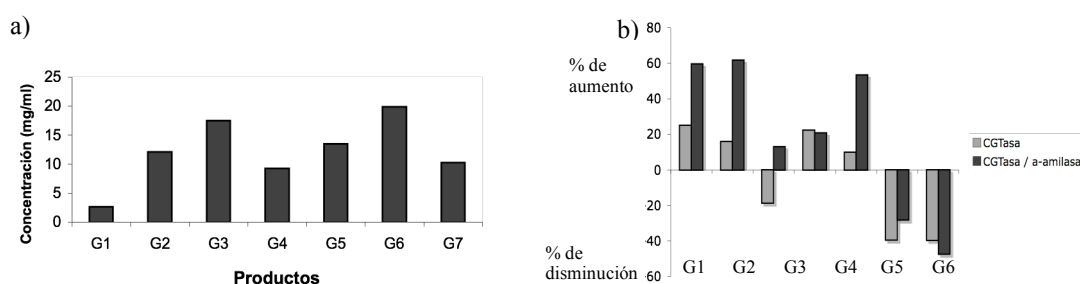 a)
Concentración (mg/ml)
25
20
15
10
5
0
G1 G2 G3 G4 G5 G6 G7
Productos
b)
% de
aumento
80
60
40
20
0
20
40
60
% de
disminución
G1 G2 G3 G4 G5 G6
CGTasa
CGTasa / a-amilasa